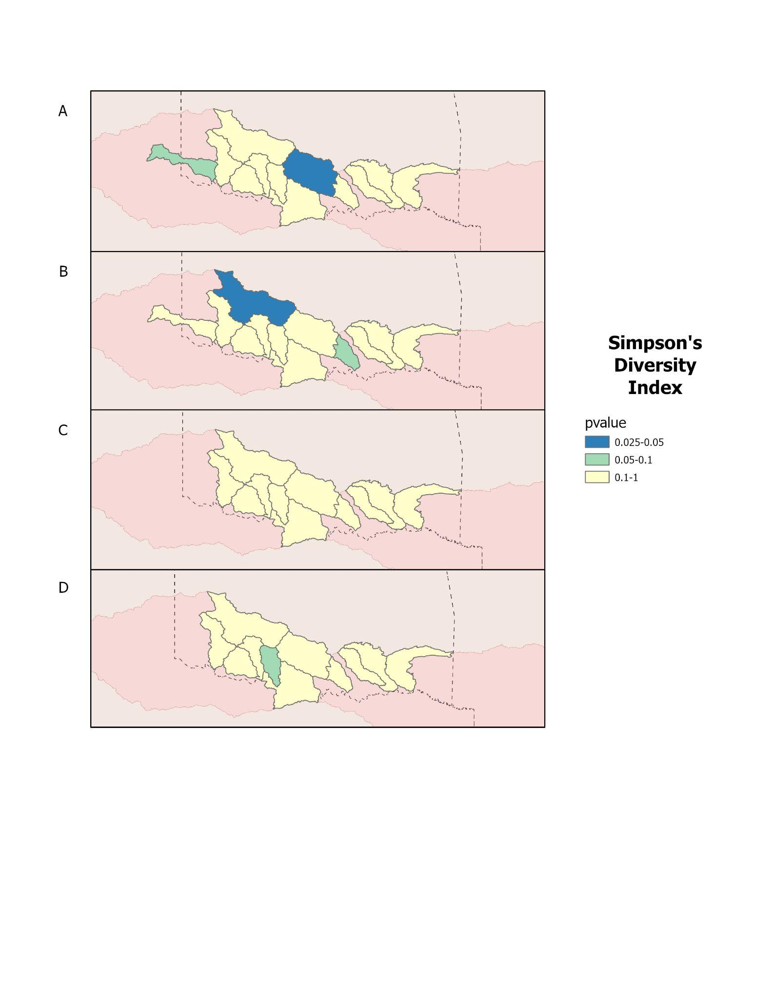 A
B
C
D
Simpson's
Diversity
Index
pvalue
0.025-0.05
0.05-0.1
0.1-1